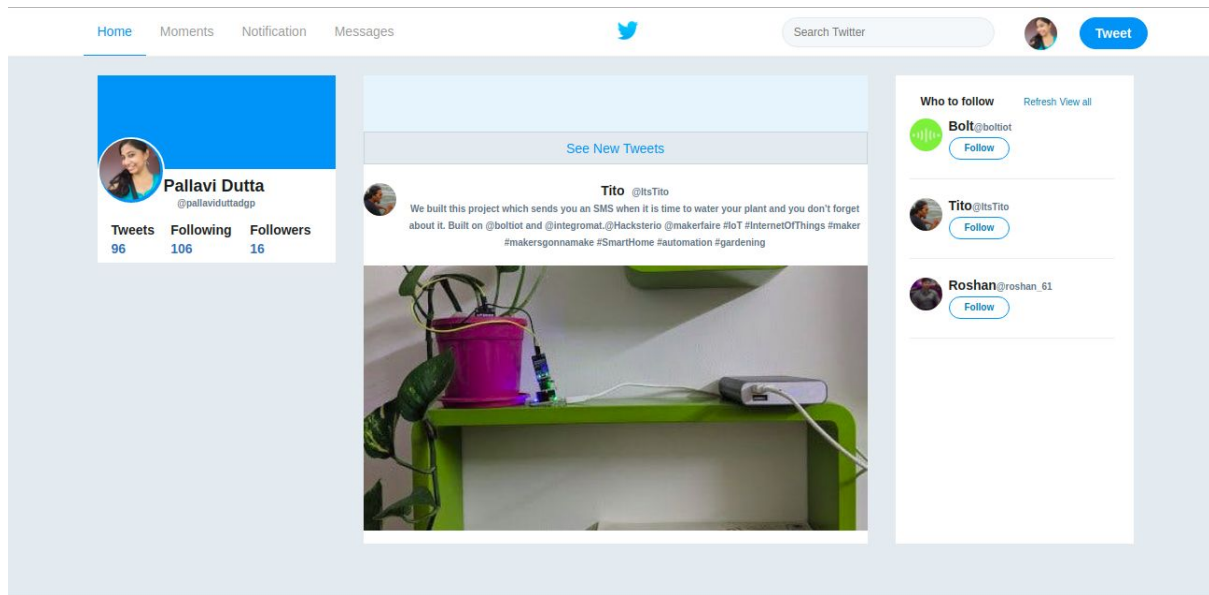 Home Moments Notification Messages Search Twitter Tweet
Pallavi Dutta
@pallaviduttadgp
Tweets Following Followers
96 106 16
See New Tweets
Tito @ItsTito
We built this project which sends you an SMS when it is time to water your plant and you don't forget
about it. Built on @boltiot and @integromat.@Hacksterio @makerfaire #IoT #InternetOfThings #maker
#makersgonnamake #SmartHome #automation #gardening
Who to follow Refresh View all
Bolt@boltiot
Follow
Tito@ItsTito
Follow
Roshan@roshan_61
Follow